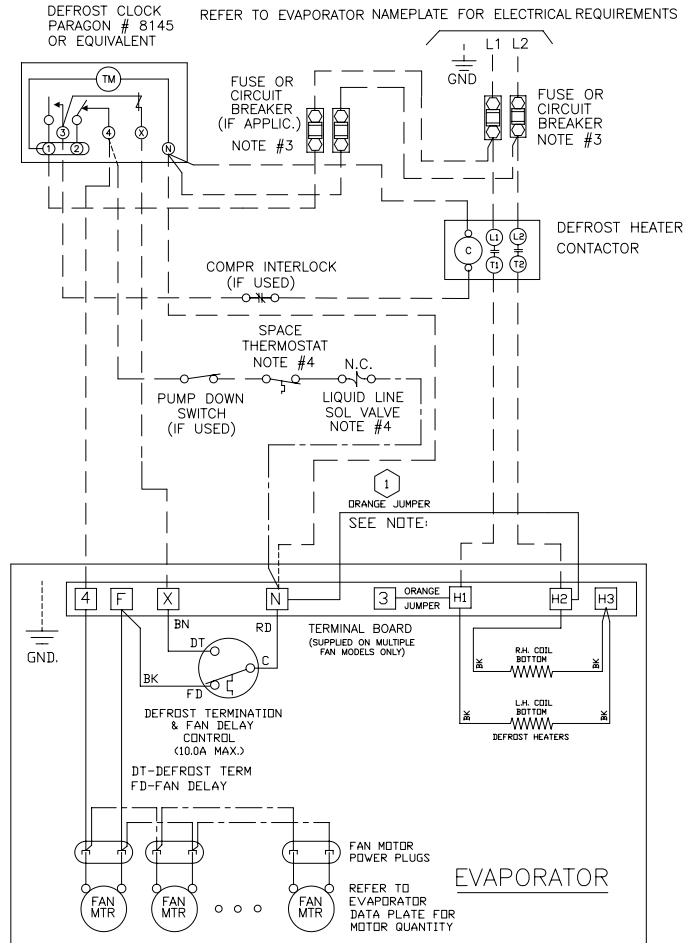 DEFROST CLOCK
PARAGON # 8145
OR EQUIVALENT
REFER TO EVAPORATOR NAMEPLATE FOR ELECTRICAL REQUIREMENTS
L1 L2
GND
TM
3 4 X
1 2 N
FUSE OR
CIRCUIT
BREAKER
(IF APPLIC.)
NOTE #3
FUSE OR
CIRCUIT
BREAKER
NOTE #3
C
L1 L2
T1 T2
DEFROST HEATER
CONTACTOR
COMPR INTERLOCK
(IF USED)
SPACE
THERMOSTAT
NOTE #4
N.C.
PUMP DOWN
SWITCH
(IF USED)
LIQUID LINE
SOL VALVE
NOTE #4
1
ORANGE JUMPER
SEE NOTE:
4 F X N 3 ORANGE JUMPER H1 H2 H3
GND.
BN
RD
DT
C
BK
FD
TERMINAL BOARD
(SUPPLIED ON MULTIPLE
FAN MODELS ONLY)
DEFROST TERMINATION
& FAN DELAY
CONTROL
(10.0A MAX.)
R.H. COIL
BOTTOM
BK BK
L.H. COIL
BOTTOM
BK BK
DEFROST HEATERS
DT-DEFROST TERM
FD-FAN DELAY
FAN MOTOR
POWER PLUGS
EVAPORATOR
FAN
MTR
FAN
MTR
FAN
MTR
REFER TO
EVAPORATOR
DATA PLATE FOR
MOTOR QUANTITY